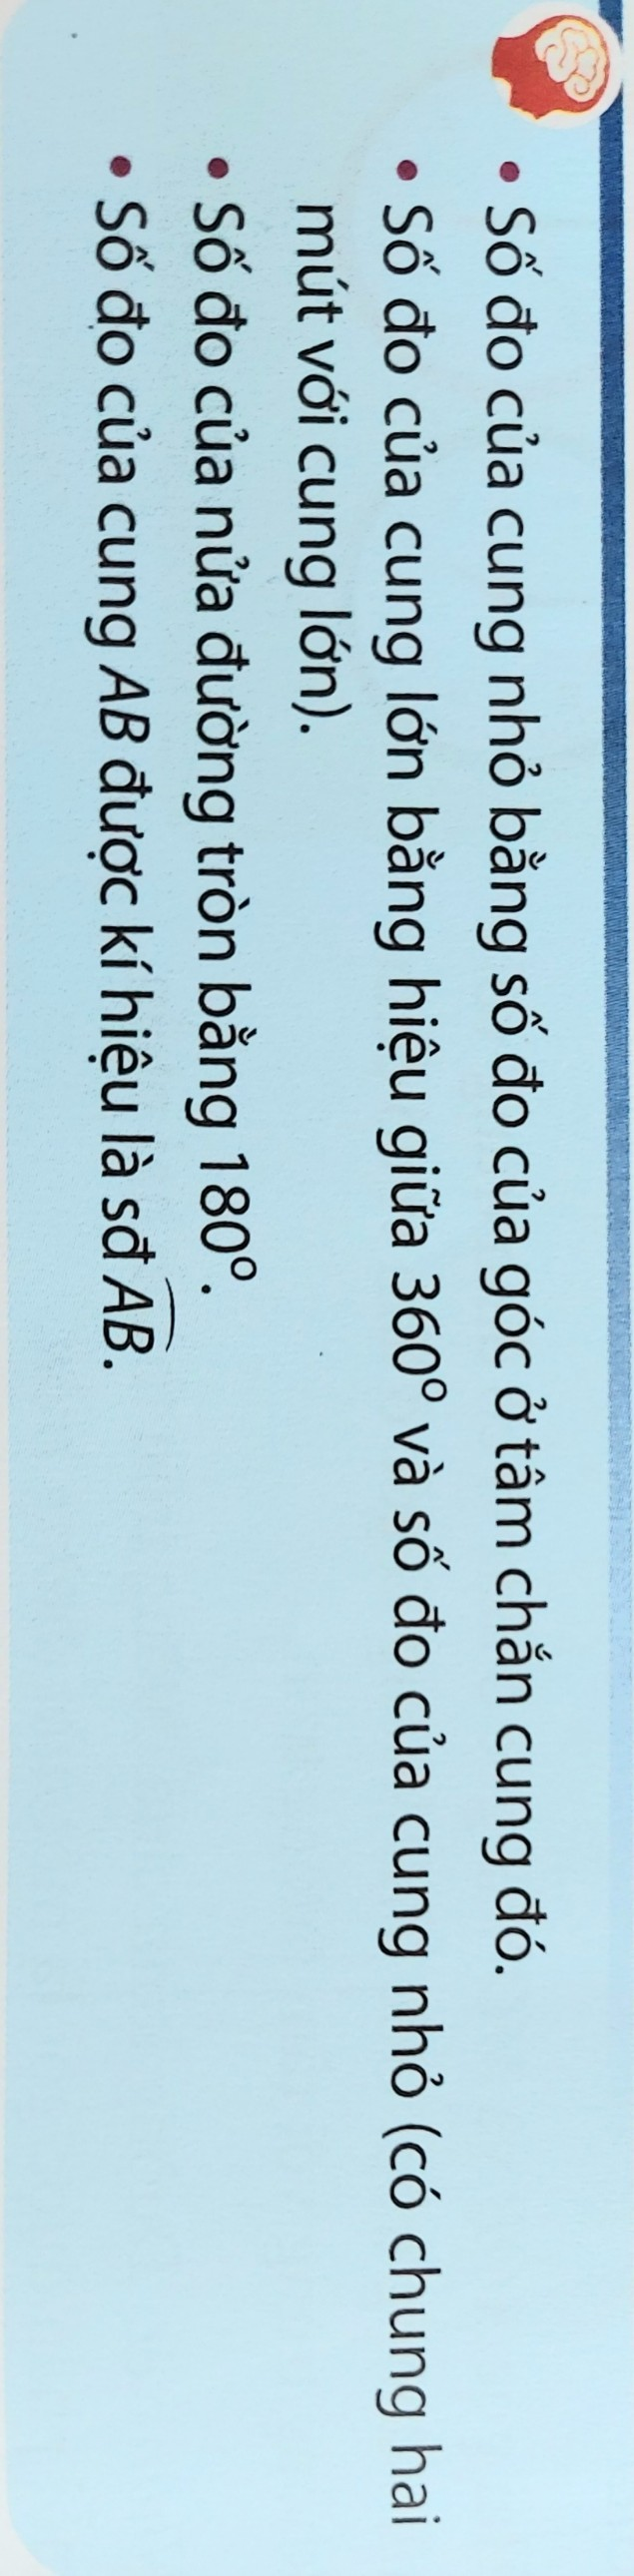 • Số đo của cung nhỏ bằng số đo của góc ở tâm chắn cung đó.
• Số đo của cung lớn bằng hiệu giữa 360° và số đo của cung nhỏ (có chung hai
mút với cung lớn).
• Số đo của nửa đường tròn bằng 180°.
• Số đo của cung AB được kí hiệu là sđ A͡B.